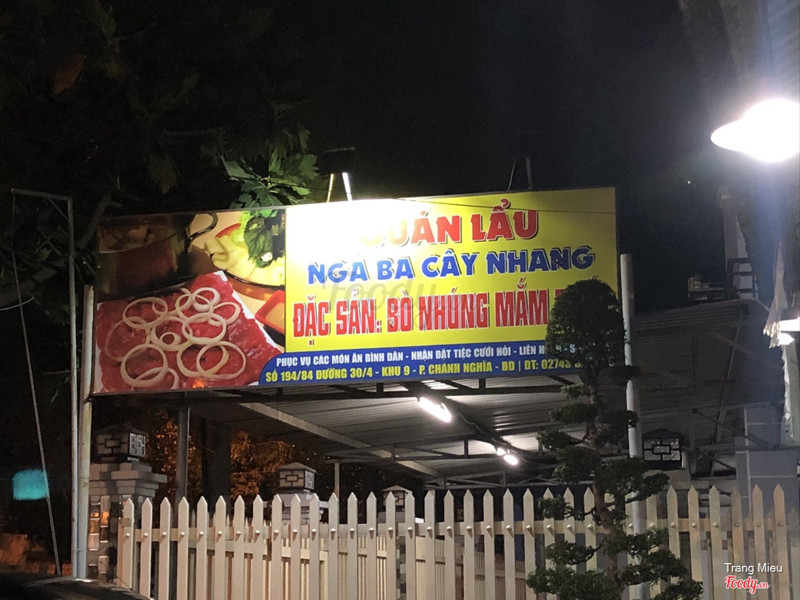 QUÁN LẨU
NGÃ BA CÂY NHANG
ĐẶC SẢN: BÒ NHÚNG MẮM
PHỤC VỤ CÁC MÓN ĂN BÌNH DÂN - NHẬN ĐẶT TIỆC CƯỚI HỎI - LIÊN
SỐ 194/84 ĐƯỜNG 30/4 - KHU 9 - P. CHÁNH NGHĨA - BD | ĐT: 02743
Foody
Trang Mieu
Foody.vn